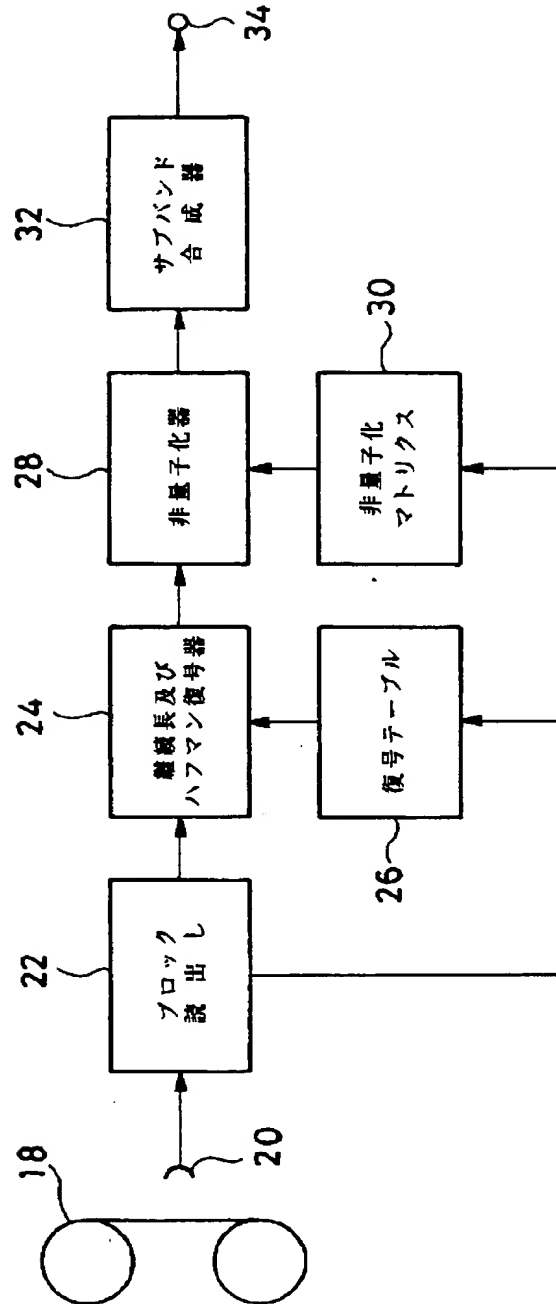 18
20
22
ブロック
読出し
24
継続長及び
ハフマン復号器
26
復号テーブル
28
非量子化器
30
非量子化
マトリクス
32
サブバンド
合成器
34